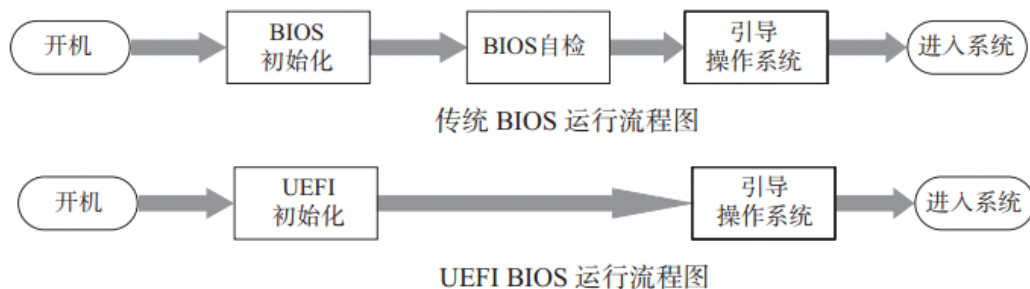 开机
BIOS
初始化
BIOS自检
引导
操作系统
进入系统
传统 BIOS 运行流程图
开机
UEFI
初始化
引导
操作系统
进入系统
UEFI BIOS 运行流程图